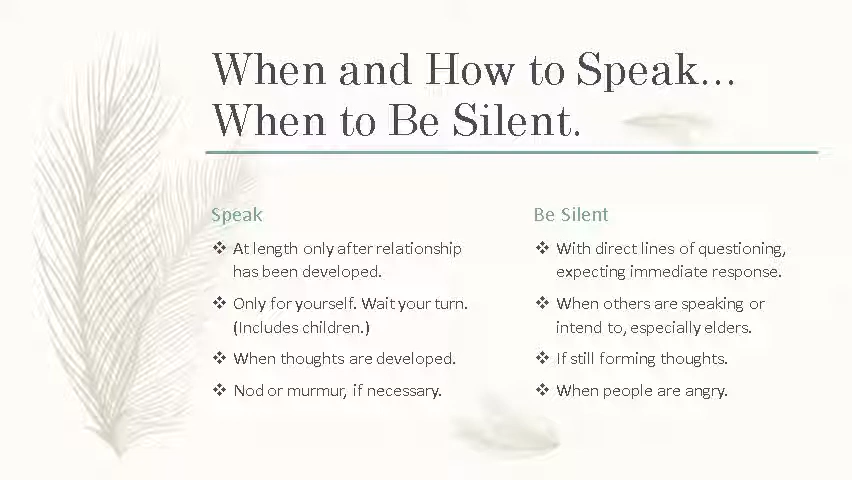 When and How to Speak...
When to Be Silent.
Speak
❖ At length only after relationship
has been developed.
❖ Only for yourself. Wait your turn.
(Includes children.)
❖ When thoughts are developed.
❖ Nod or murmur, if necessary.
Be Silent
❖ With direct lines of questioning,
expecting immediate response.
❖ When others are speaking or
intend to, especially elders.
❖ If still forming thoughts.
❖ When people are angry.